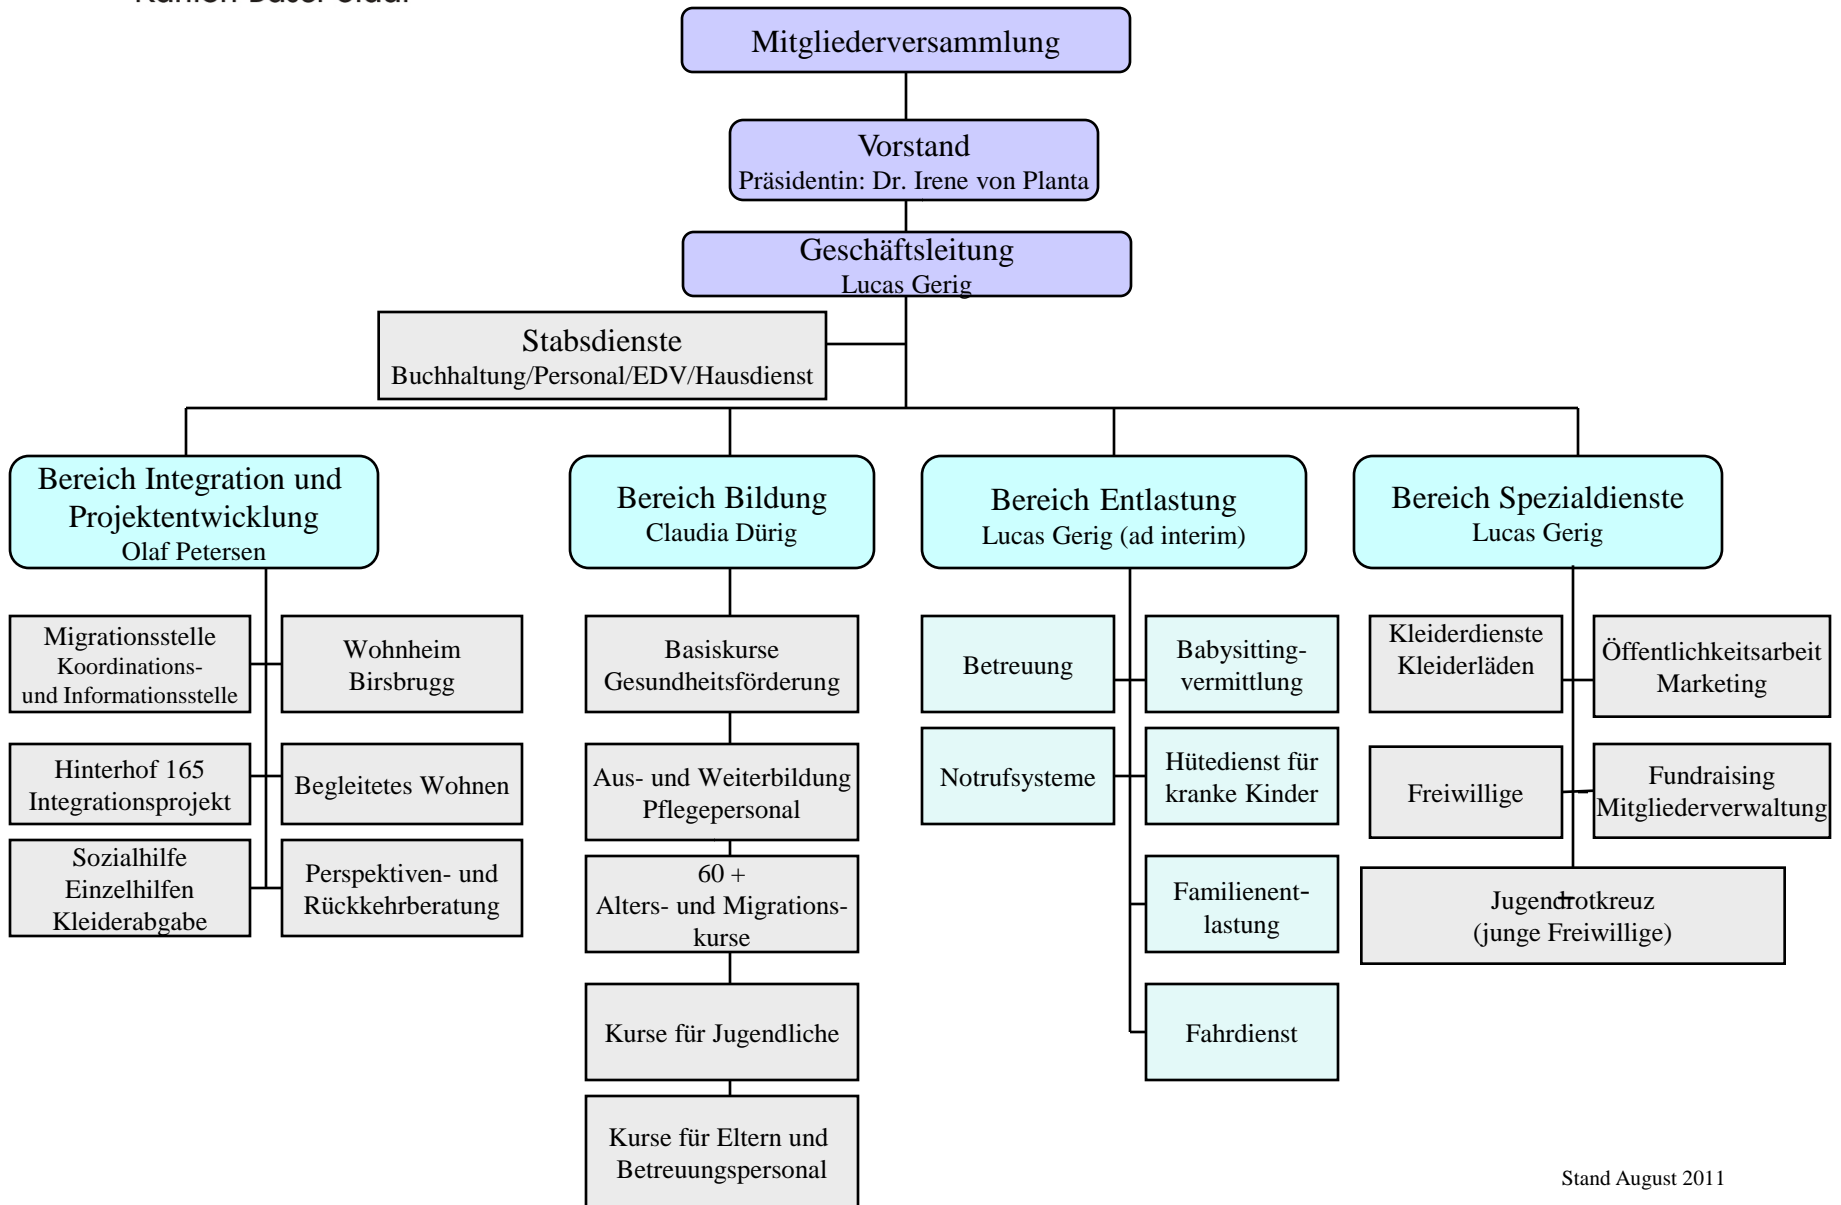 Mitgliederversammlung
Vorstand
Präsidentin: Dr. Irene von Planta
Geschäftsleitung
Lucas Gerig
Stabsdienste
Buchhaltung/Personal/EDV/Hausdienst
Bereich Integration und
Projektentwicklung
Olaf Petersen
Migrationsstelle
Koordinations-
und Informationsstelle
Wohnheim
Birsbrugg
Hinterhof 165
Integrationsprojekt
Begleitetes Wohnen
Sozialhilfe
Einzelhilfen
Kleiderabgabe
Perspektiven- und
Rückkehrberatung
Bereich Bildung
Claudia Dürig
Basiskurse
Gesundheitsförderung
Aus- und Weiterbildung
Pflegepersonal
60 +
Alters- und Migrations-
kurse
Kurse für Jugendliche
Kurse für Eltern und
Betreuungspersonal
Bereich Entlastung
Lucas Gerig (ad interim)
Betreuung
Babysitting-
vermittlung
Notrufsysteme
Hütedienst für
kranke Kinder
Familienent-
lastung
Fahrdienst
Bereich Spezialdienste
Lucas Gerig
Kleiderdienste
Kleiderläden
Öffentlichkeitsarbeit
Marketing
Freiwillige
Fundraising
Mitgliederverwaltung
Jugendrotkreuz
(junge Freiwillige)
Stand August 2011